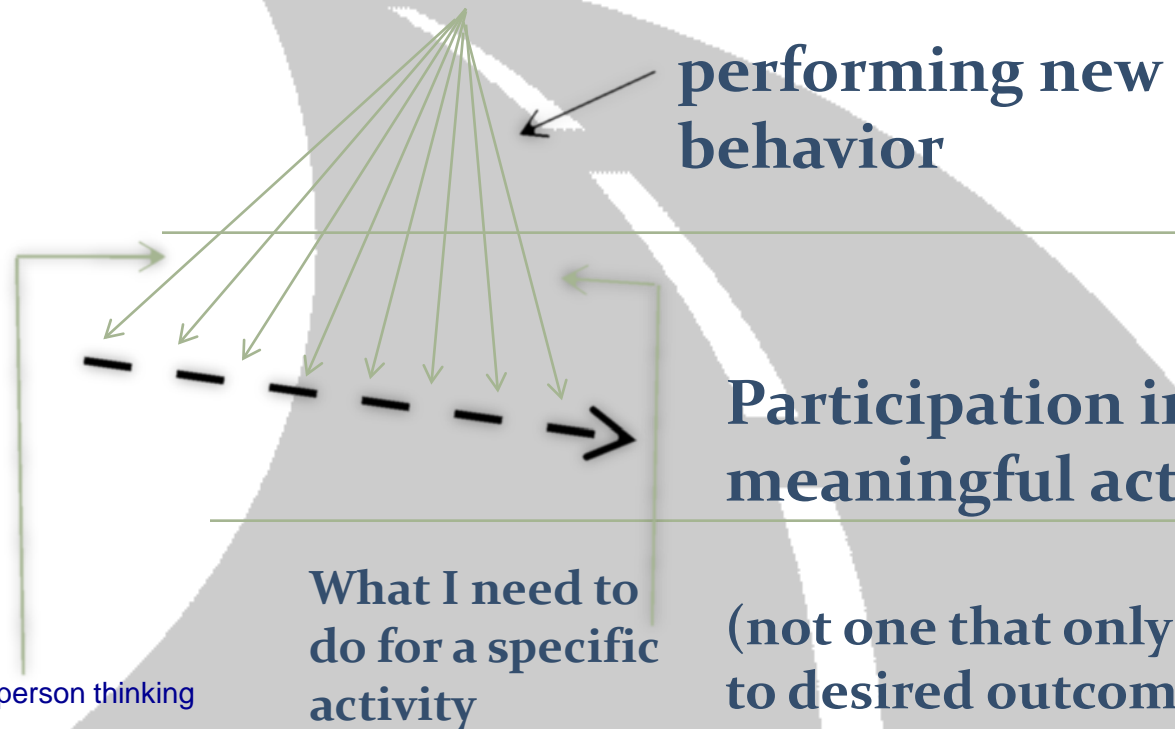 performing new
behavior
Participation in
meaningful act
What I need to
do for a specific
activity
(not one that only
to desired outcom
person thinking